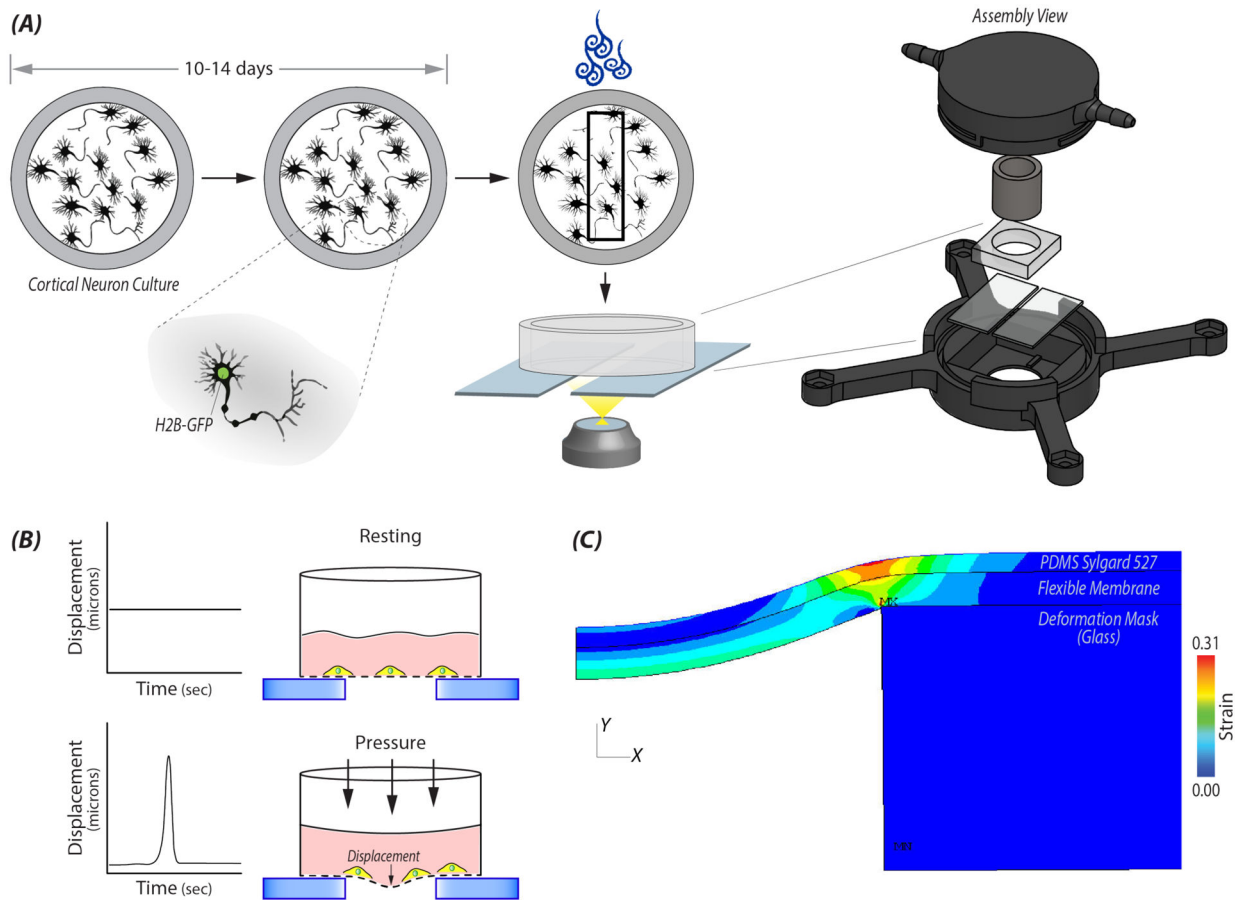 (A)
Assembly View
10-14 days
Cortical Neuron Culture
H2B-GFP
(B)
Displacement
(microns)
Time (sec)
Resting
Displacement
(microns)
Time (sec)
Pressure
Displacement
(C)
PDMS Sylgard 527
Flexible Membrane
MX
Deformation Mask
(Glass)
0.31
Strain
0.00
Y
X
MN